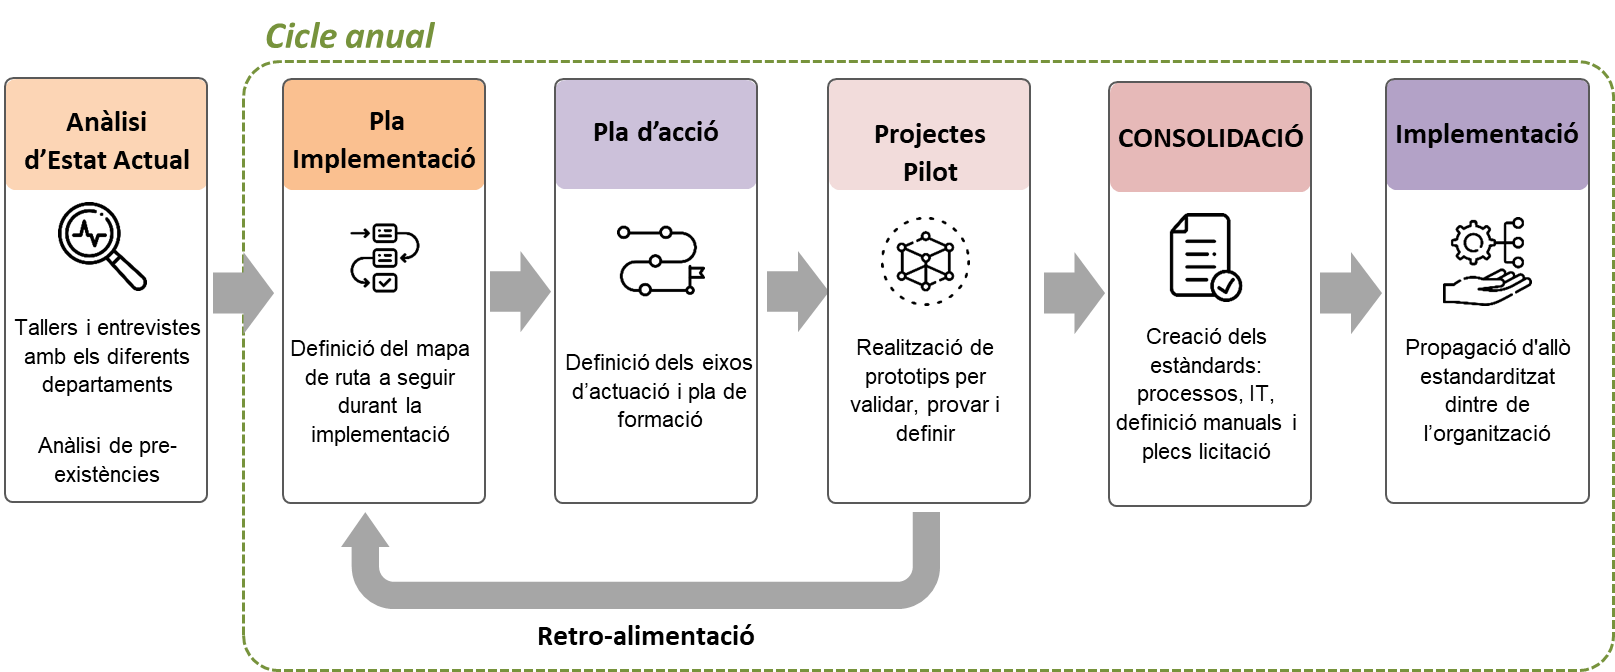 Cicle anual
Anàlisi
d’Estat Actual
Tallers i entrevistes
amb els diferents
departaments
Anàlisi de pre-
existències
Pla
Implementació
Definició del mapa
de ruta a seguir
durant la
implementació
Pla d’acció
Definició dels eixos
d’actuació i pla de
formació
Projectes
Pilot
Realització de
prototips per
validar, provar i
definir
CONSOLIDACIÓ
Creació dels
estàndards:
processos, IT,
definició manuals i
plecs licitació
Implementació
Propagació d'allò
estandarditzat
dintre de
l’organització
Retro-alimentació